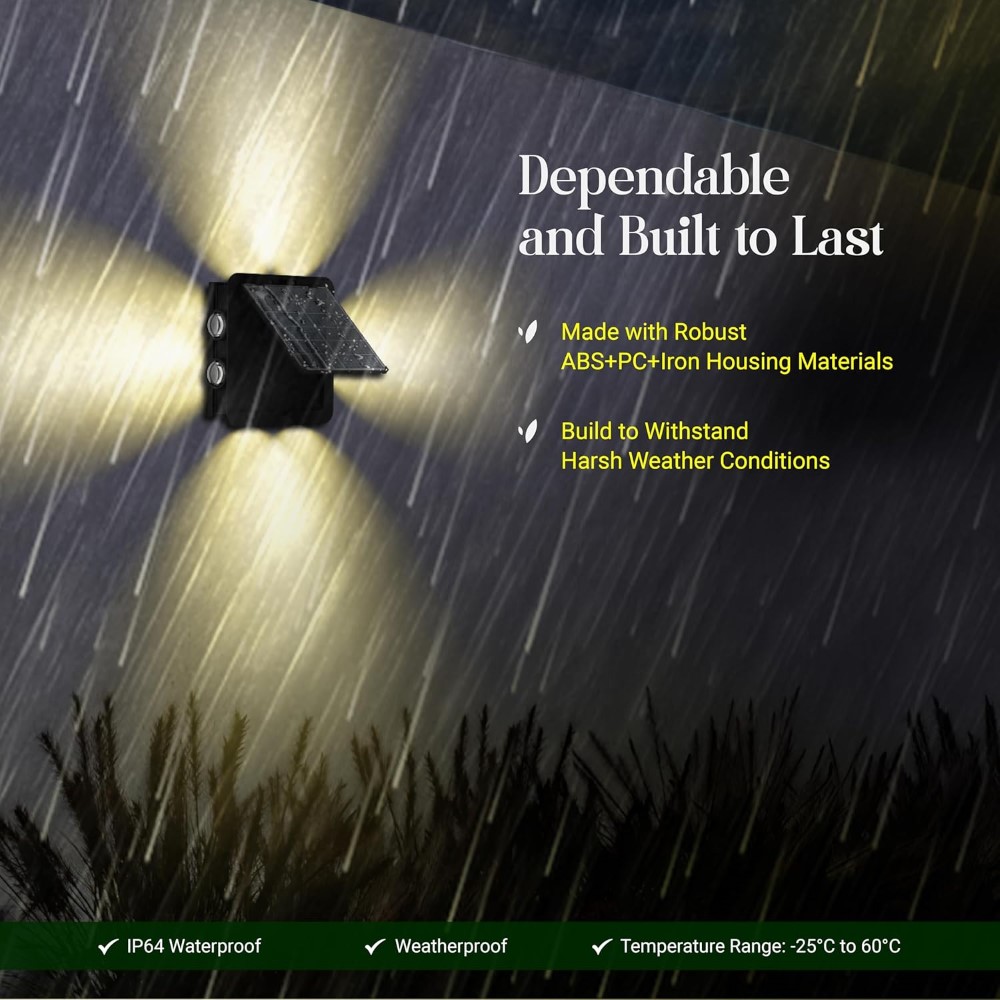 Dependable
and Built to Last
Made with Robust
ABS+PC+Iron Housing Materials
Build to Withstand
Harsh Weather Conditions
IP64 Waterproof
Weatherproof
Temperature Range: -25°C to 60°C